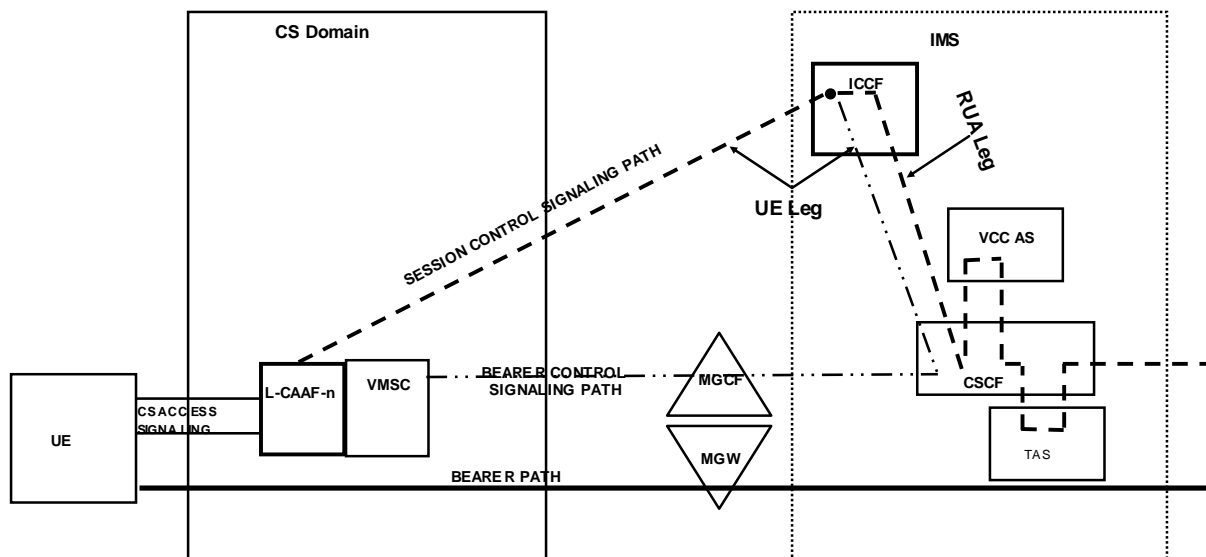 CS Domain
IMS
ICCF
RUA Leg
SESSION CONTROL SIGNALING PATH
UE Leg
VCC AS
L-CAAF-n
VMSC
BEARER CONTROL
SIGNALING PATH
MGCF
CSCF
UE
CS ACCESS
SIGNALING
MGW
TAS
BEARER PATH